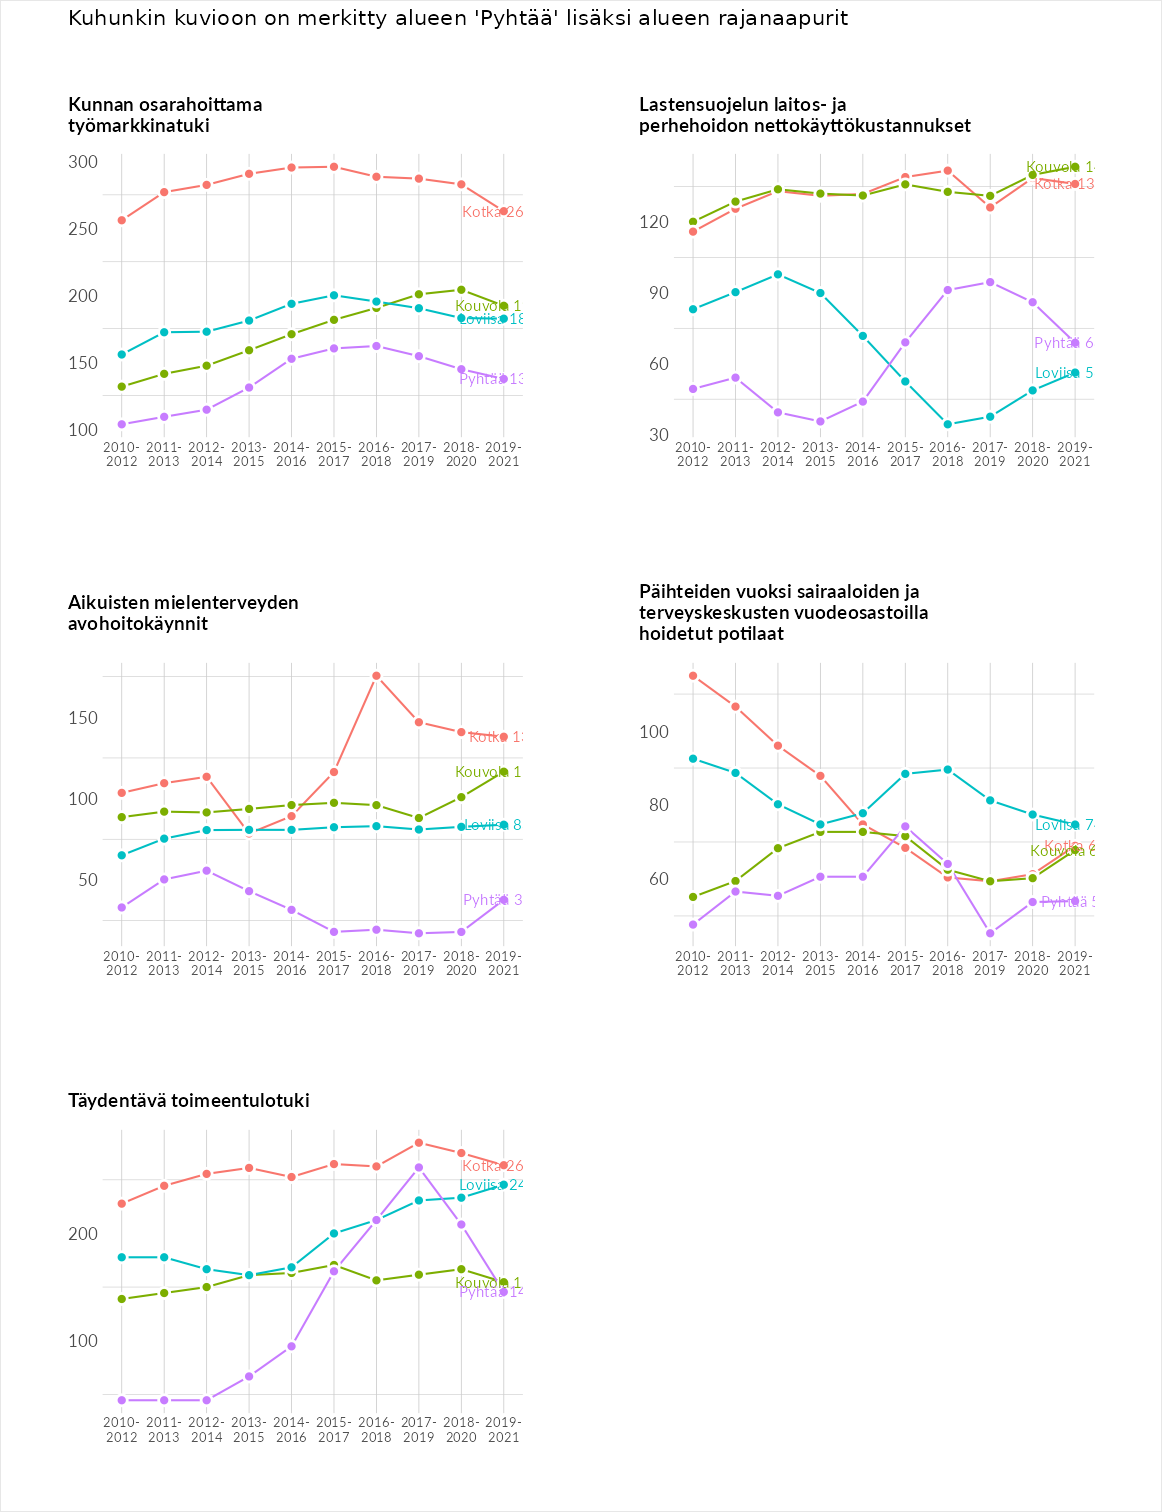 Kuhunkin kuvioon on merkitty alueen 'Pyhtää' lisäksi alueen rajanaapurit
Kunnan osarahoittama
työmarkkinatuki
300
250
200
150
100
Kotka 26
Kouvola 1
Loviisa 18
Pyhtää 13
2010- 2011- 2012- 2013- 2014- 2015- 2016- 2017- 2018- 2019-
2012 2013 2014 2015 2016 2017 2018 2019 2020 2021
Lastensuojelun laitos- ja
perhehoidon nettokäyttökustannukset
120
90
60
30
Kouvola 14
Kotka 13
Pyhtää 6
Loviisa 5
2010- 2011- 2012- 2013- 2014- 2015- 2016- 2017- 2018- 2019-
2012 2013 2014 2015 2016 2017 2018 2019 2020 2021
Aikuisten mielenterveyden
avohoitokäynnit
150
100
50
Kotka 13
Kouvola 1
Loviisa 8
Pyhtää 3
2010- 2011- 2012- 2013- 2014- 2015- 2016- 2017- 2018- 2019-
2012 2013 2014 2015 2016 2017 2018 2019 2020 2021
Päihteiden vuoksi sairaaloiden ja
terveyskeskusten vuodeosastoilla
hoidetut potilaat
100
80
60
Loviisa 74
Kotka 6
Kouvola 6
Pyhtää 5
2010- 2011- 2012- 2013- 2014- 2015- 2016- 2017- 2018- 2019-
2012 2013 2014 2015 2016 2017 2018 2019 2020 2021
Täydentävä toimeentulotuki
200
100
Kotka 26
Loviisa 24
Kouvola 1
Pyhtää 14
2010- 2011- 2012- 2013- 2014- 2015- 2016- 2017- 2018- 2019-
2012 2013 2014 2015 2016 2017 2018 2019 2020 2021